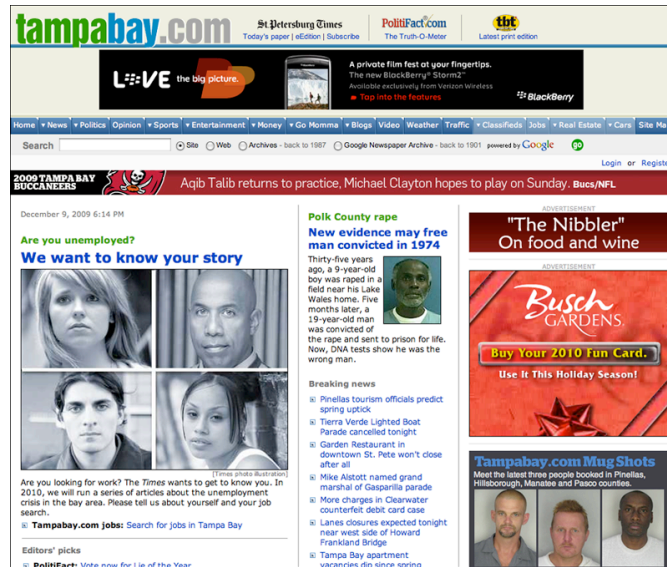 tampabay.com
St. Petersburg Times
Today's paper | eEdition | Subscribe
PolitiFact.com
The Truth-O-Meter
tbt
Latest print edition
LIVE the big picture.
A private film fest at your fingertips.
The new BlackBerry® Storm2™
Available exclusively from Verizon Wireless
Tap into the features
BlackBerry
Home News Politics Opinion Sports Entertainment Money Go Momma Blogs Video Weather Traffic Classifieds Jobs Real Estate Cars Site Ma
Search Site Web Archives - back to 1987 Google Newspaper Archive - back to 1901 powered by Google go
Login or Registe
2009 TAMPA BAY
BUCCANEERS
Aqib Talib returns to practice, Michael Clayton hopes to play on Sunday. Bucs/NFL
December 9, 2009 6:14 PM
Are you unemployed?
We want to know your story
[Times photo illustration]
Are you looking for work? The Times wants to get to know you. In
2010, we will run a series of articles about the unemployment
crisis in the bay area. Please tell us about yourself and your job
search.
Tampabay.com jobs: Search for jobs in Tampa Bay
Editors' picks
PolitiFact: Vote now for Lie of the Year
Polk County rape
New evidence may free
man convicted in 1974
Thirty-five years
ago, a 9-year-old
boy was raped in a
field near his Lake
Wales home. Five
months later, a
19-year-old man
was convicted of
the rape and sent to prison for life.
Now, DNA tests show he was the
wrong man.
Breaking news
Pinellas tourism officials predict
spring uptick
Tierra Verde Lighted Boat
Parade cancelled tonight
Garden Restaurant in
downtown St. Pete won't close
after all
Mike Alstott named grand
marshal of Gasparilla parade
More charges in Clearwater
counterfeit debit card case
Lanes closures expected tonight
near west side of Howard
Frankland Bridge
Tampa Bay apartment
vacancies dip since spring
ADVERTISEMENT
"The Nibbler"
On food and wine
ADVERTISEMENT
Busch
GARDENS.
Buy Your 2010 Fun Card.
Use It This Holiday Season!
Tampabay.com Mug Shots
Meet the latest three people booked in Pinellas,
Hillsborough, Manatee and Pasco counties.